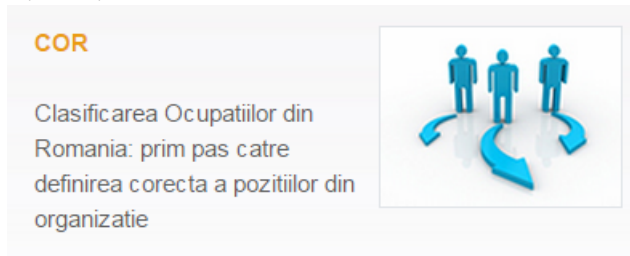 COR
Clasificarea Ocupatiilor din
Romania: prim pas catre
definirea corecta a pozitiilor din
organizatie